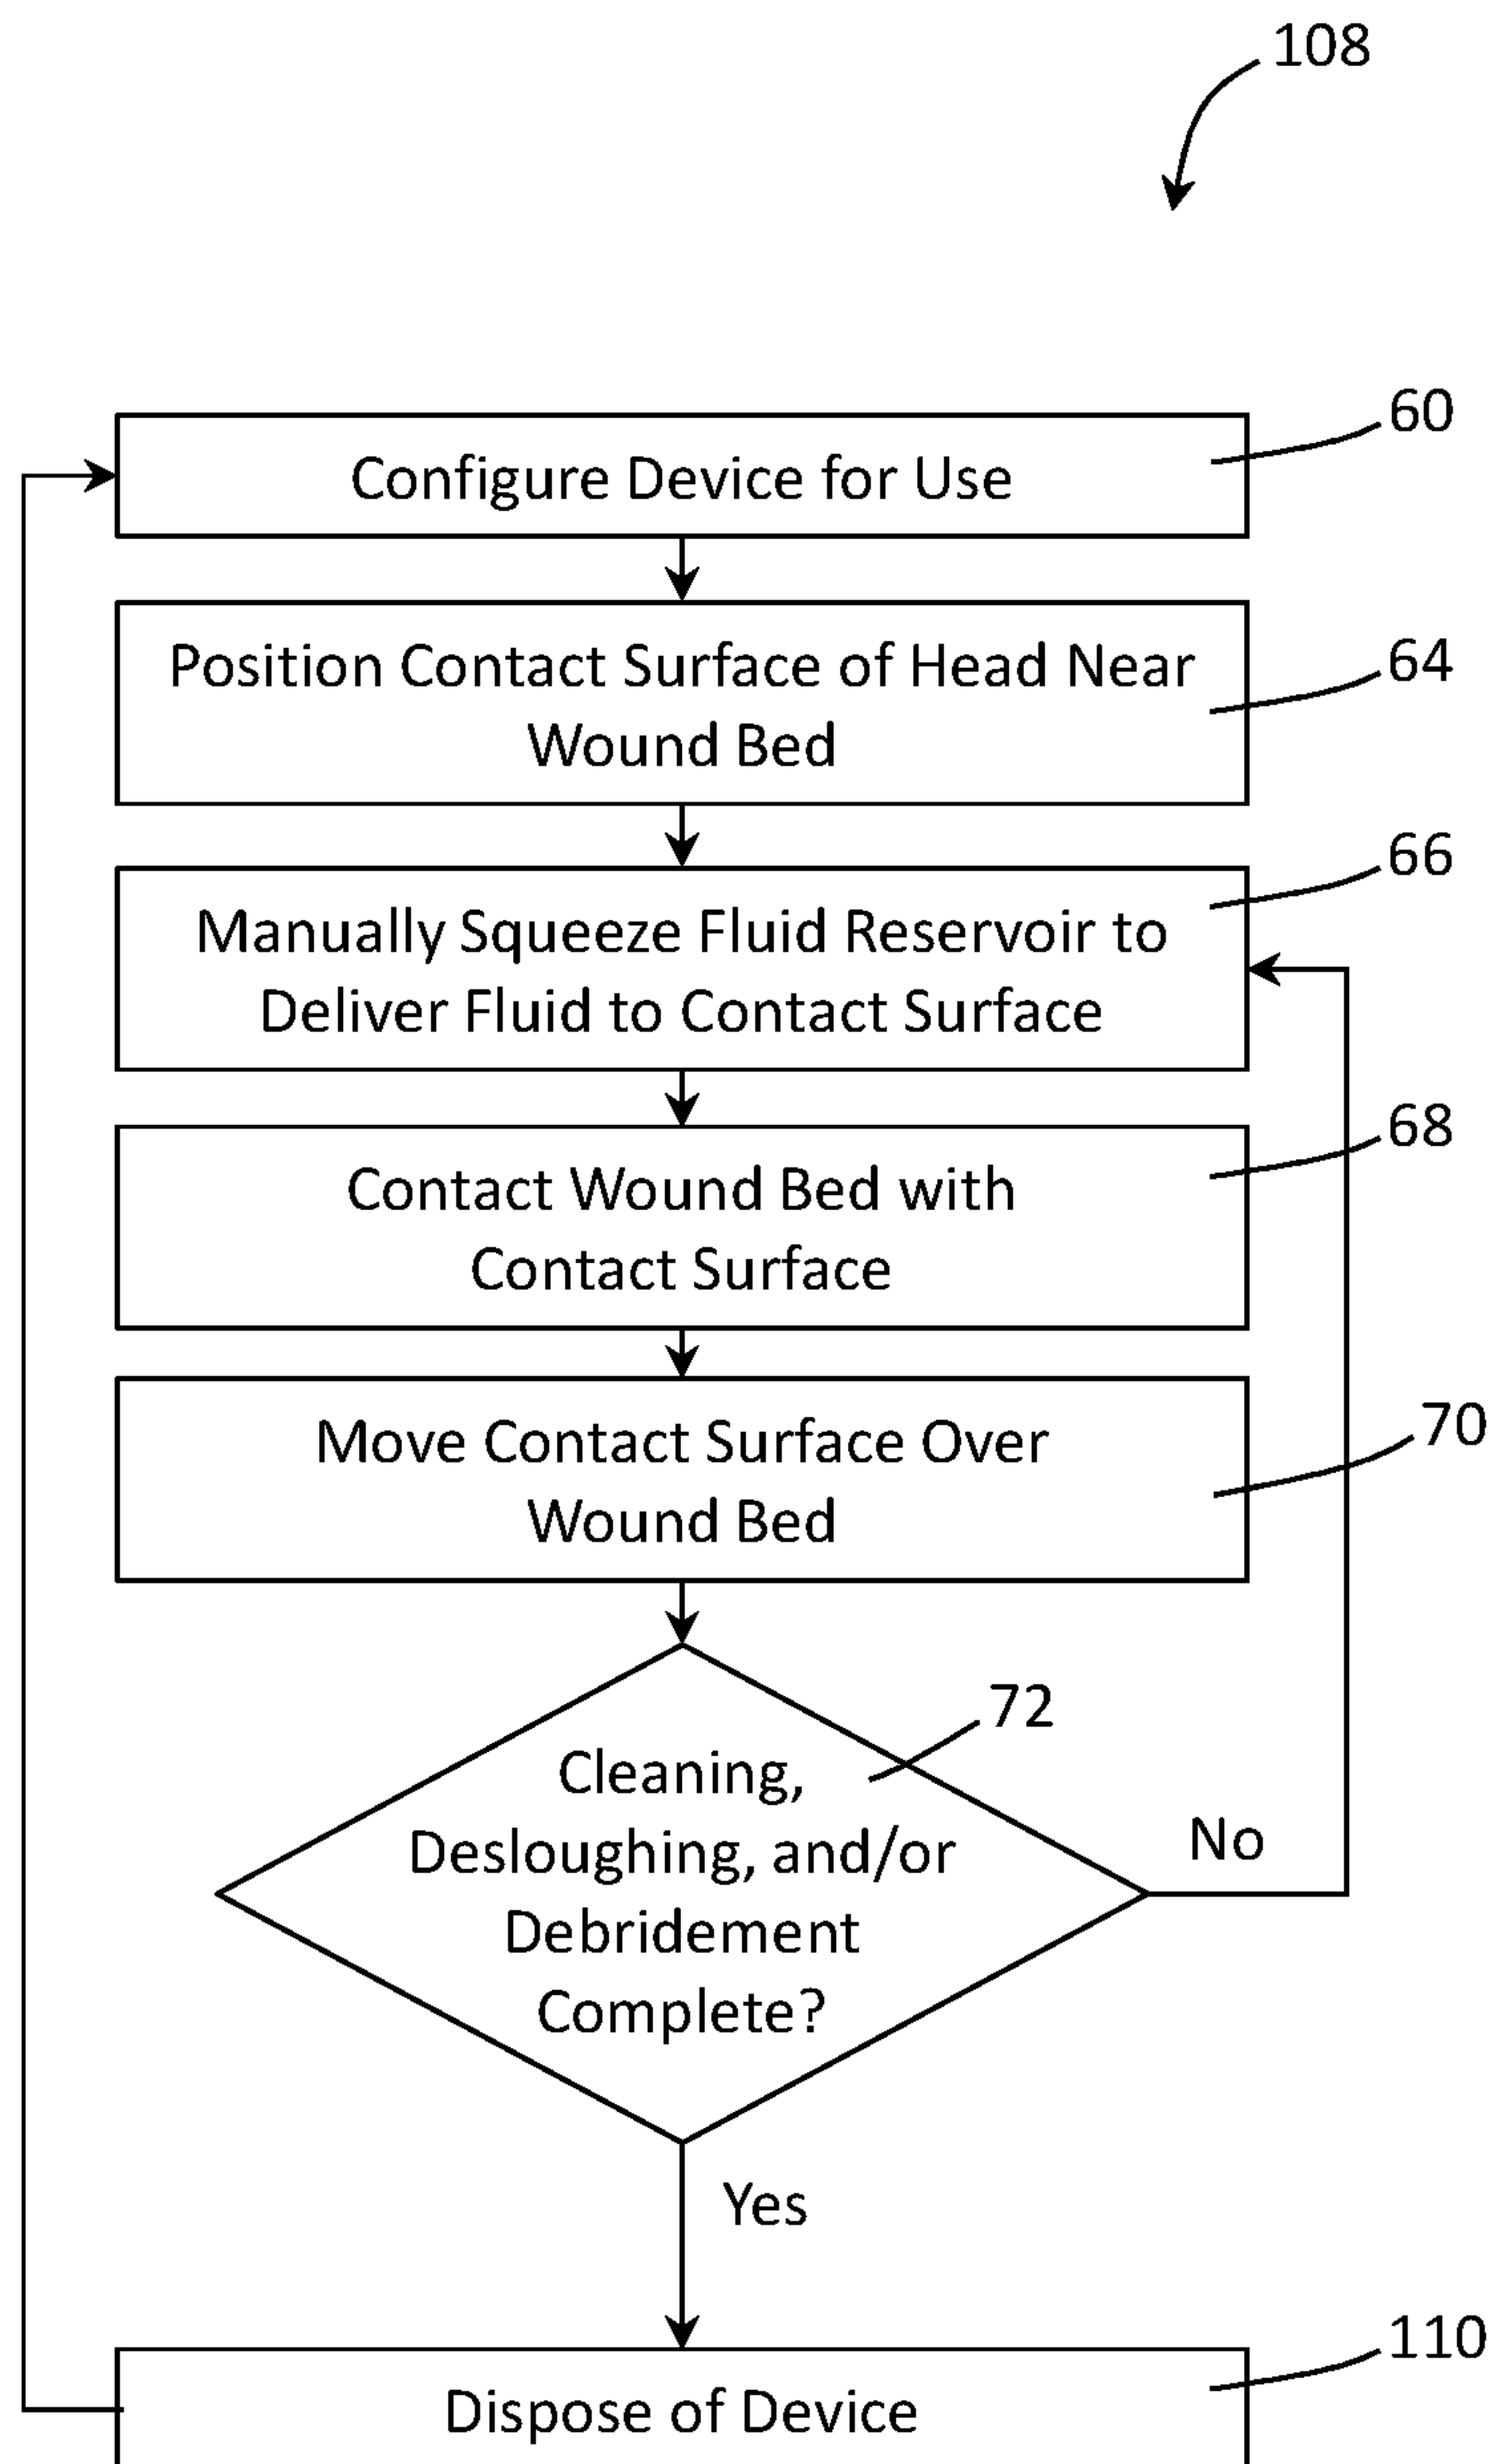 108
60
Configure Device for Use
64
Position Contact Surface of Head Near
Wound Bed
66
Manually Squeeze Fluid Reservoir to
Deliver Fluid to Contact Surface
68
Contact Wound Bed with
Contact Surface
70
Move Contact Surface Over
Wound Bed
72
Cleaning,
Desloughing, and/or
Debridement
Complete?
No
Yes
110
Dispose of Device